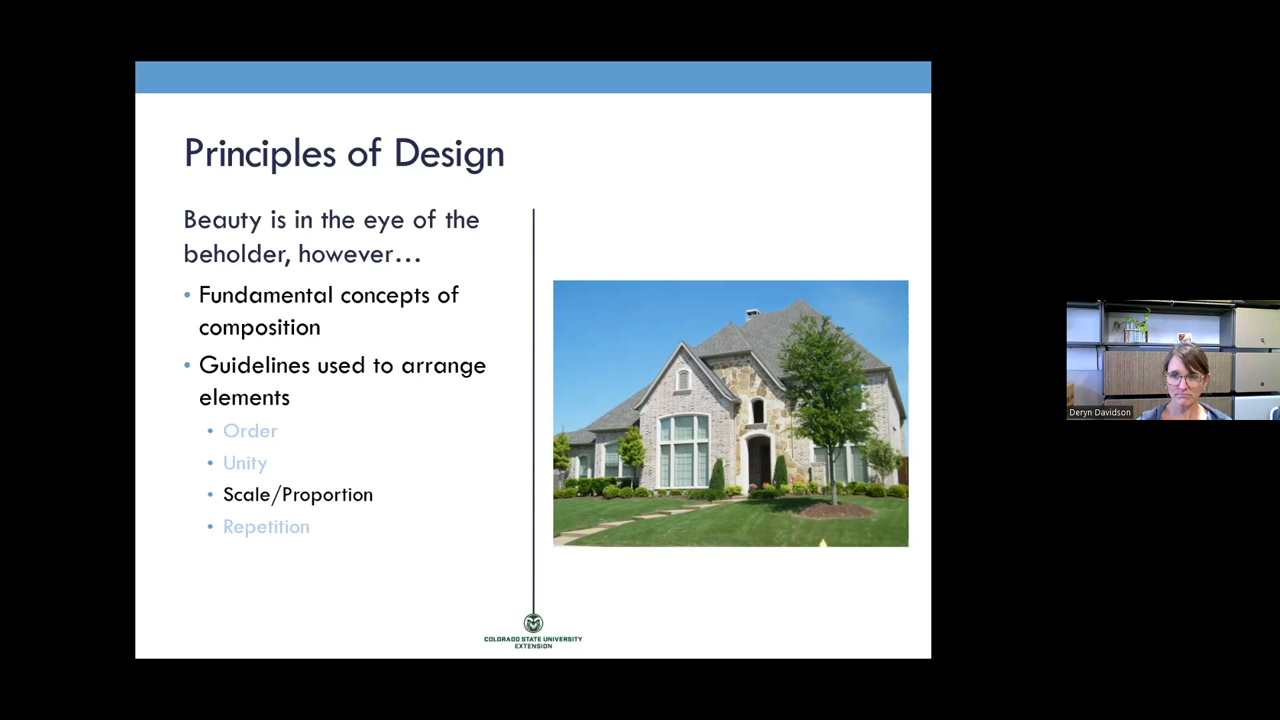 Principles of Design
Beauty is in the eye of the
beholder, however…
• Fundamental concepts of
composition
• Guidelines used to arrange
elements
• Order
• Unity
• Scale/Proportion
• Repetition
COLORADO STATE UNIVERSITY
EXTENSION
Deryn Davidson